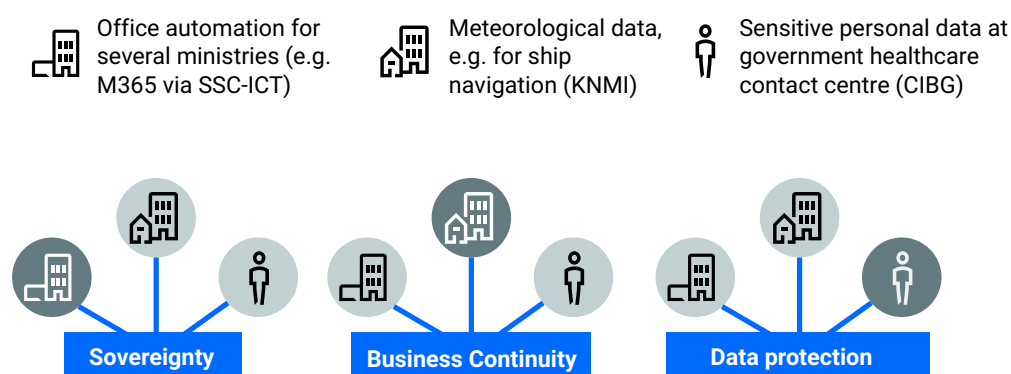 Office automation for
several ministries (e.g.
M365 via SSC-ICT)
Meteorological data,
e.g. for ship
navigation (KNMI)
Sensitive personal data at
government healthcare
contact centre (CIBG)
Sovereignty
Business Continuity
Data protection